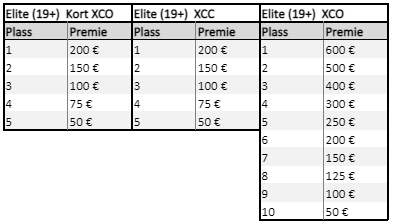 Elite (19+)  Kort XCO Elite (19+)  XCC Elite (19+)  XCO
Plass Premie Plass Premie Plass Premie
1 200 € 1 200 € 1 600 €
2 150 € 2 150 € 2 500 €
3 100 € 3 100 € 3 400 €
4 75 € 4 75 € 4 300 €
5 50 € 5 50 € 5 250 €
6 200 €
7 150 €
8 125 €
9 100 €
10 50 €